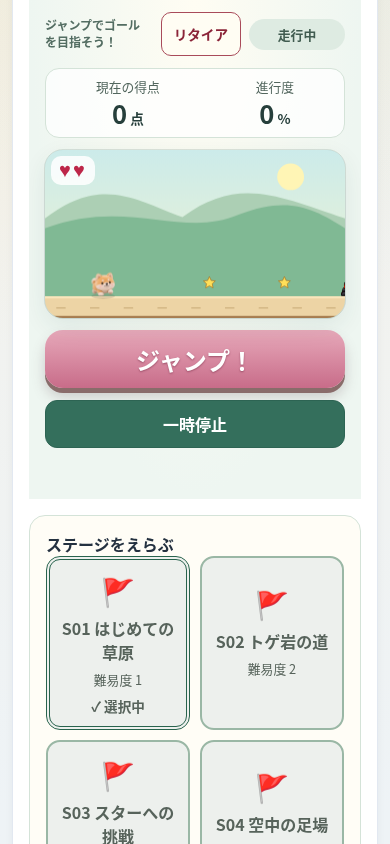 ジャンプでゴール
を目指そう！
リタイア
走行中
現在の得点
進行度
0 点
0 %
♥♥
ジャンプ！
一時停止
ステージをえらぶ
S01 はじめての
草原
難易度 1
✓選択中
S02 トゲ岩の道
難易度 2
S03 スターへの
挑戦
S04 空中の足場